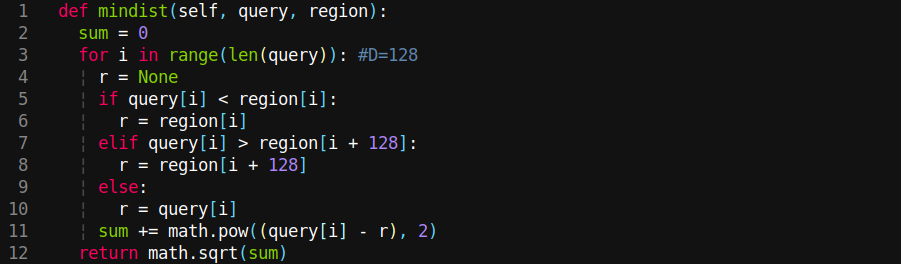 1 def mindist(self, query, region):
2 sum = 0
3 for i in range(len(query)): #D=128
4 r = None
5 if query[i] < region[i]:
6 r = region[i]
7 elif query[i] > region[i + 128]:
8 r = region[i + 128]
9 else:
10 r = query[i]
11 sum += math.pow((query[i] - r), 2)
12 return math.sqrt(sum)